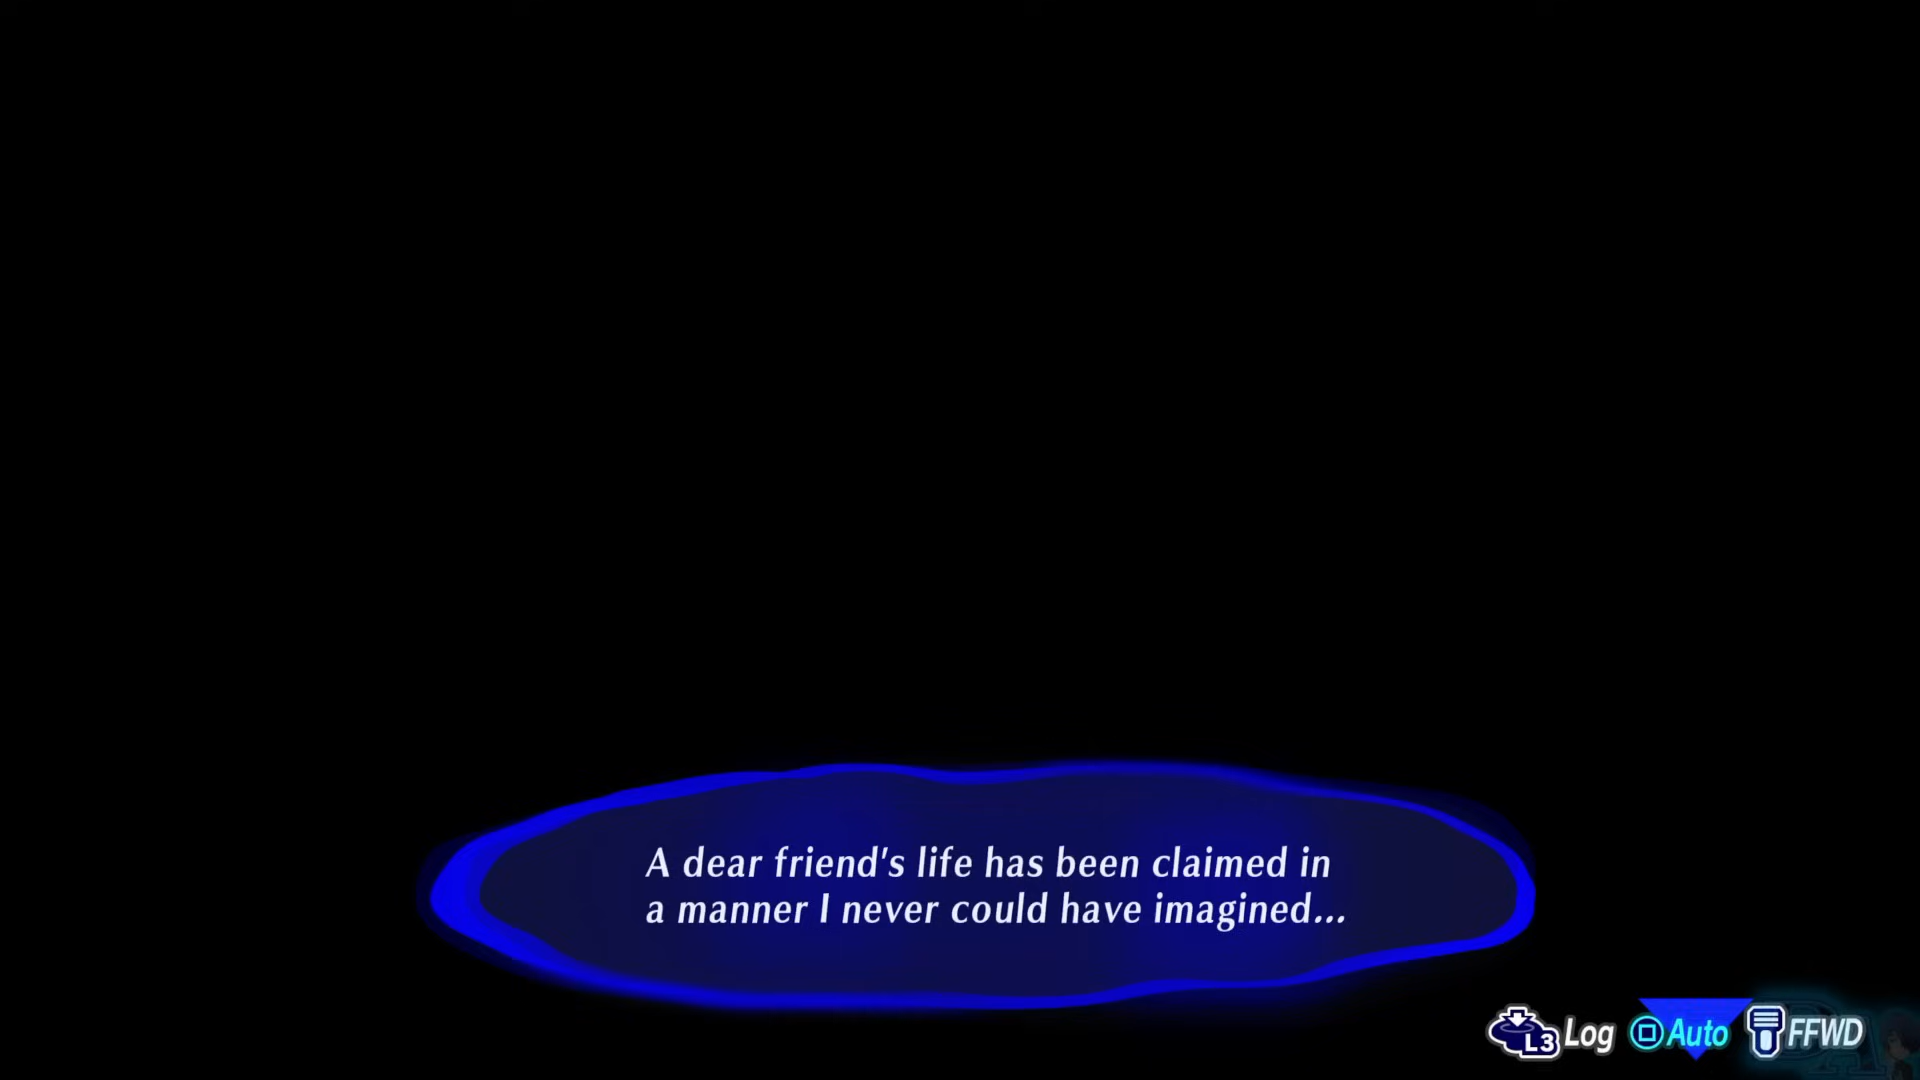 A dear friend's life has been claimed in
a manner I never could have imagined...
L3 Log Auto FFWD